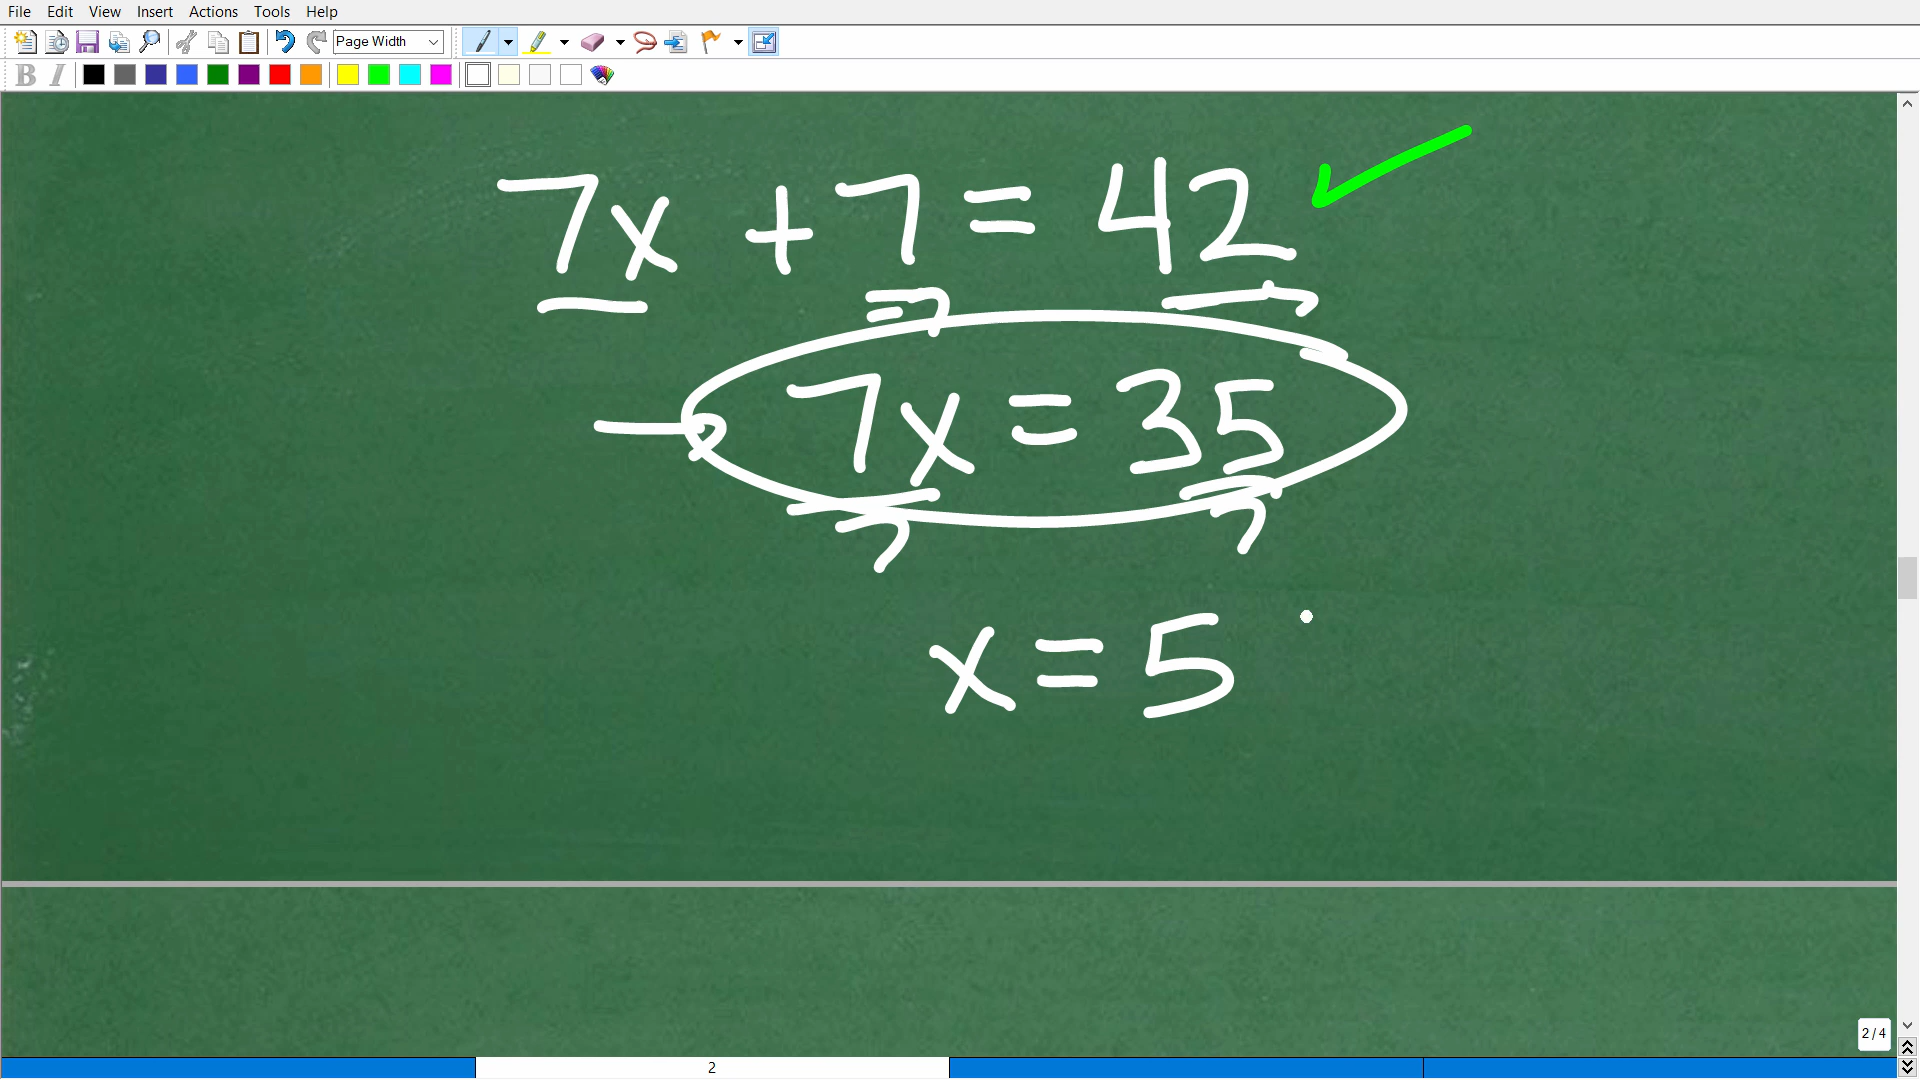 File Edit View Insert Actions Tools Help
Page Width
B I
7x + 7 = 42
-7 -7
7x = 35
7 7
x = 5
2 / 4
2